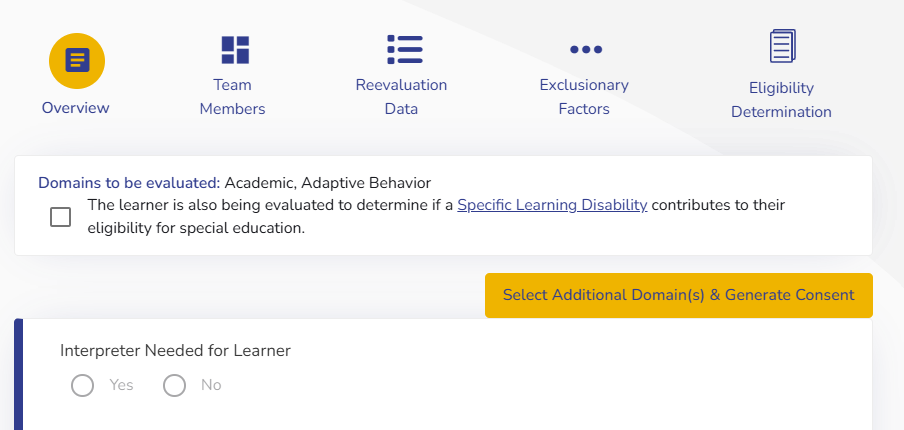 Overview
Team
Members
Reevaluation
Data
Exclusionary
Factors
Eligibility
Determination
Domains to be evaluated: Academic, Adaptive Behavior
The learner is also being evaluated to determine if a Specific Learning Disability contributes to their
eligibility for special education.
Select Additional Domain(s) & Generate Consent
Interpreter Needed for Learner
Yes No